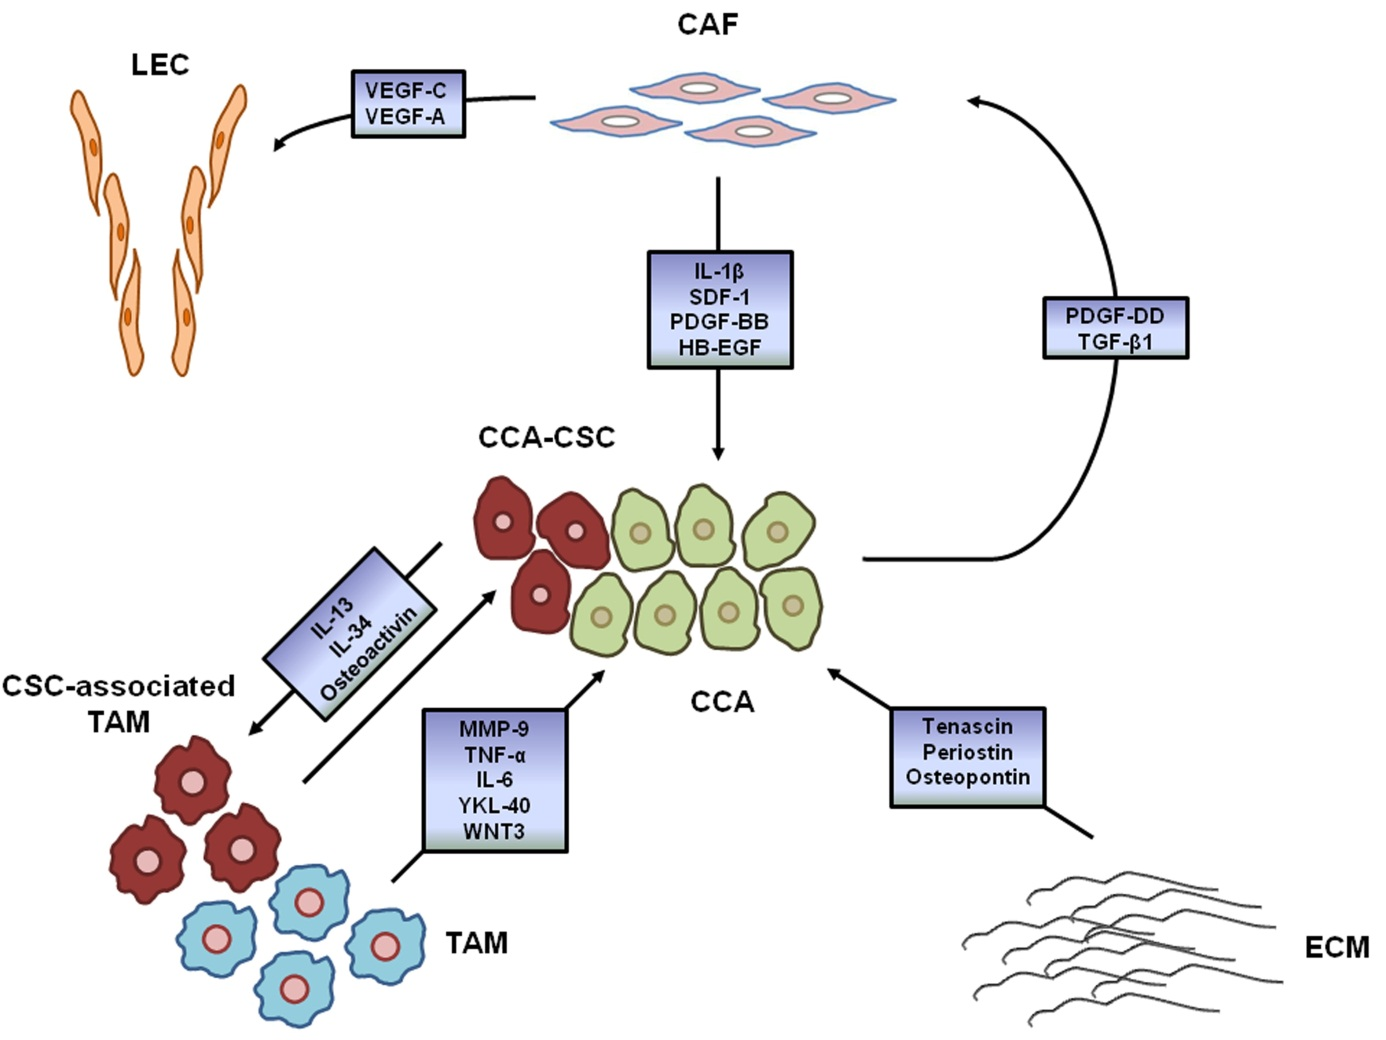 CAF
LEC
VEGF-C
VEGF-A
IL-1β
SDF-1
PDGF-BB
HB-EGF
PDGF-DD
TGF-β1
CCA-CSC
IL-13
IL-34
Osteoactivin
CSC-associated
TAM
CCA
MMP-9
TNF-α
IL-6
YKL-40
WNT3
Tenascin
Periostin
Osteopontin
TAM
ECM